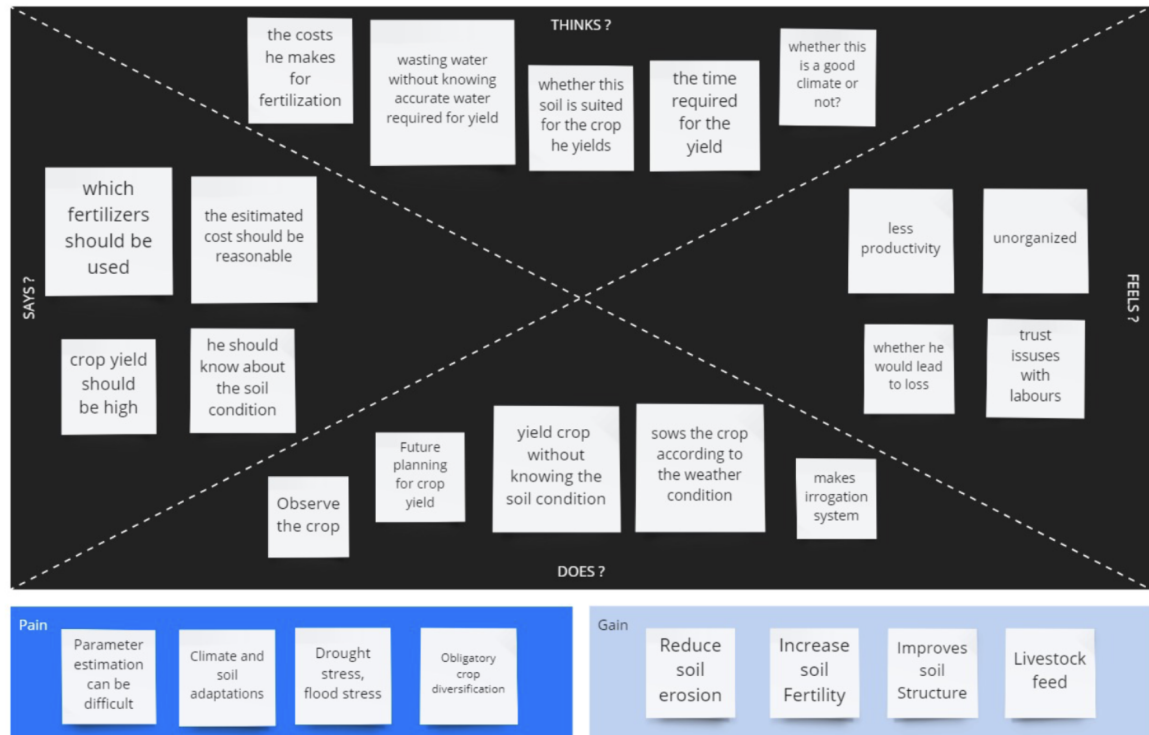 THINKS ?
the costs
he makes
for
fertilization
wasting water
without knowing
accurate water
required for yield
whether this
soil is suited
for the crop
he yields
the time
required
for the
yield
whether this
is a good
climate or
not?
SAYS ?
which
fertilizers
should be
used
the esitimated
cost should be
reasonable
crop yield
should
be high
he should
know about
the soil
condition
FEELS ?
less
productivity
unorganized
whether he
would lead
to loss
trust
issuses
with
labours
Observe
the crop
Future
planning
for crop
yield
yield crop
without
knowing the
soil condition
sows the crop
according to
the weather
condition
makes
irrogation
system
DOES ?
Pain
Parameter
estimation
can be
difficult
Climate and
soil
adaptations
Drought
stress,
flood stress
Obligatory
crop
diversification
Gain
Reduce
soil
erosion
Increase
soil
Fertility
Improves
soil
Structure
Livestock
feed